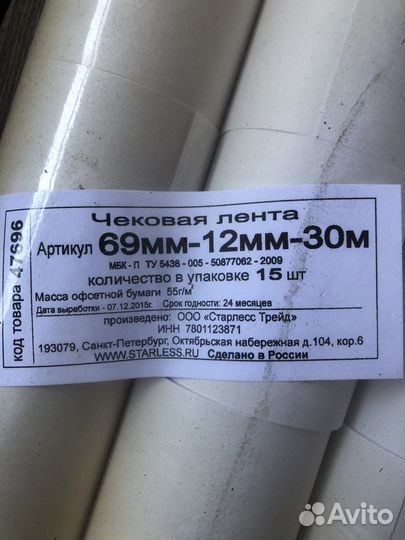 Чековая лента
Артикул 69мм-12мм-30м
МБК - П ТУ 5438 - 005 - 50877062 - 2009
количество в упаковке 15 шт
Масса офсетной бумаги 55г/м²
Дата выработки - 07.12.2015г. Срок годности: 24 месяцев
произведено: ООО «Старлесс Трейд»
ИНН 7801123871
193079, Санкт-Петербург, Октябрьская набережная д.104, кор.6
WWW.STARLESS.RU Сделано в России
код товара 47696
Avito